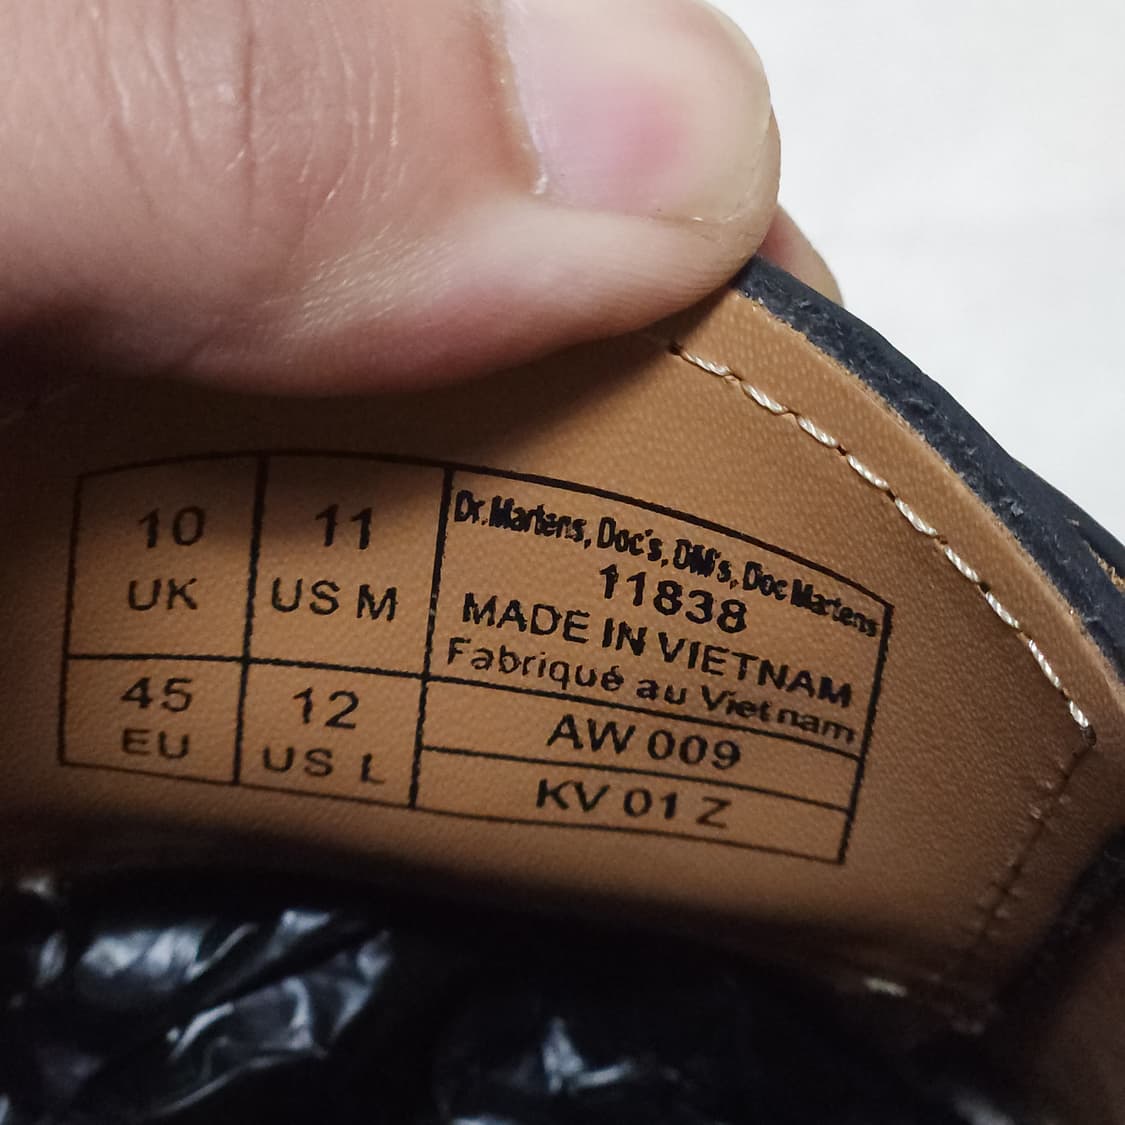 10
UK
11
US M
45
EU
12
US L
Dr.Martens, Doc's, DM's, Doc Martens
11838
MADE IN VIETNAM
Fabriqué au Vietnam
AW 009
KV 01 Z